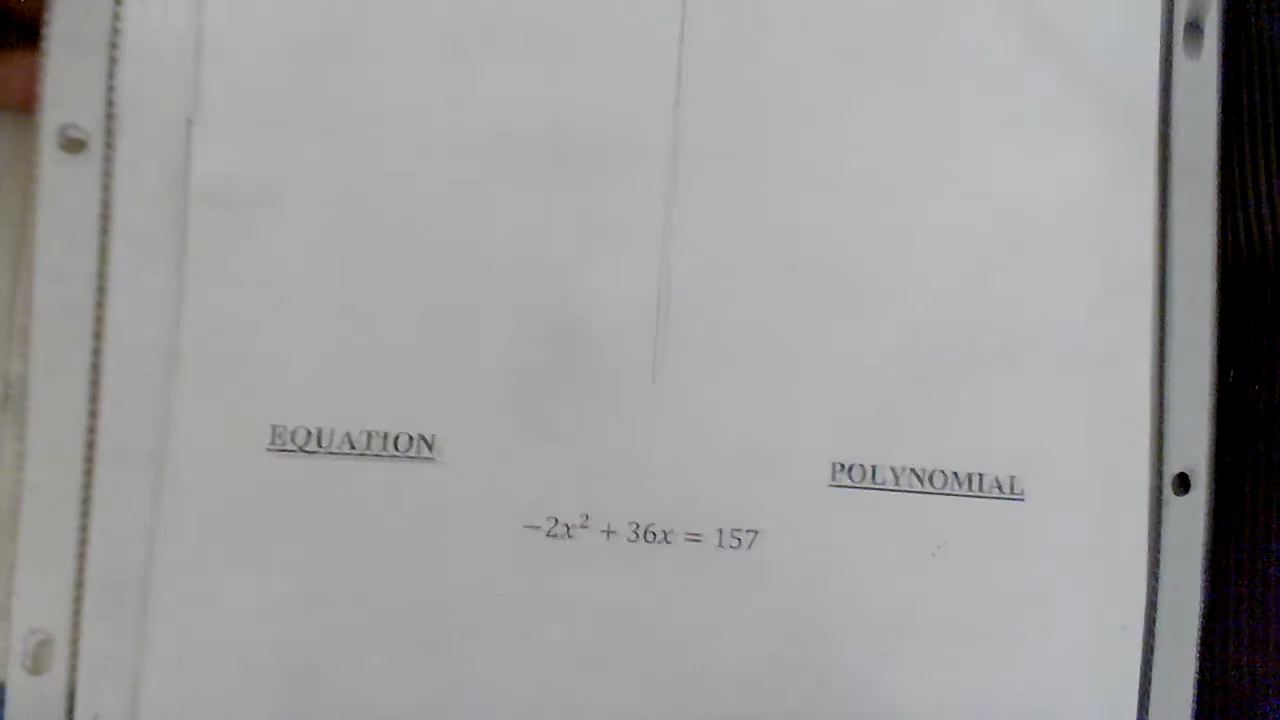 EQUATION
POLYNOMIAL
−2x² + 36x = 157